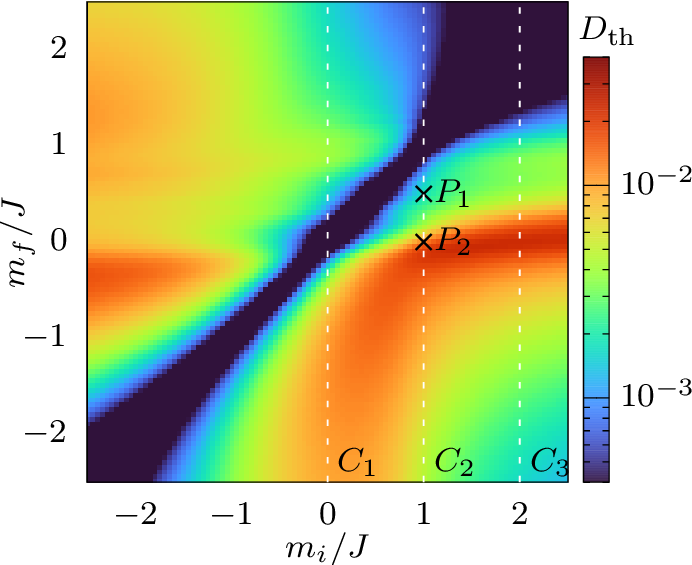 D_th
m_f/J
2
1
0
−1
−2
P_1
P_2
10^−2
10^−3
C_1 C_2 C_3
−2 −1 0 1 2
m_i/J